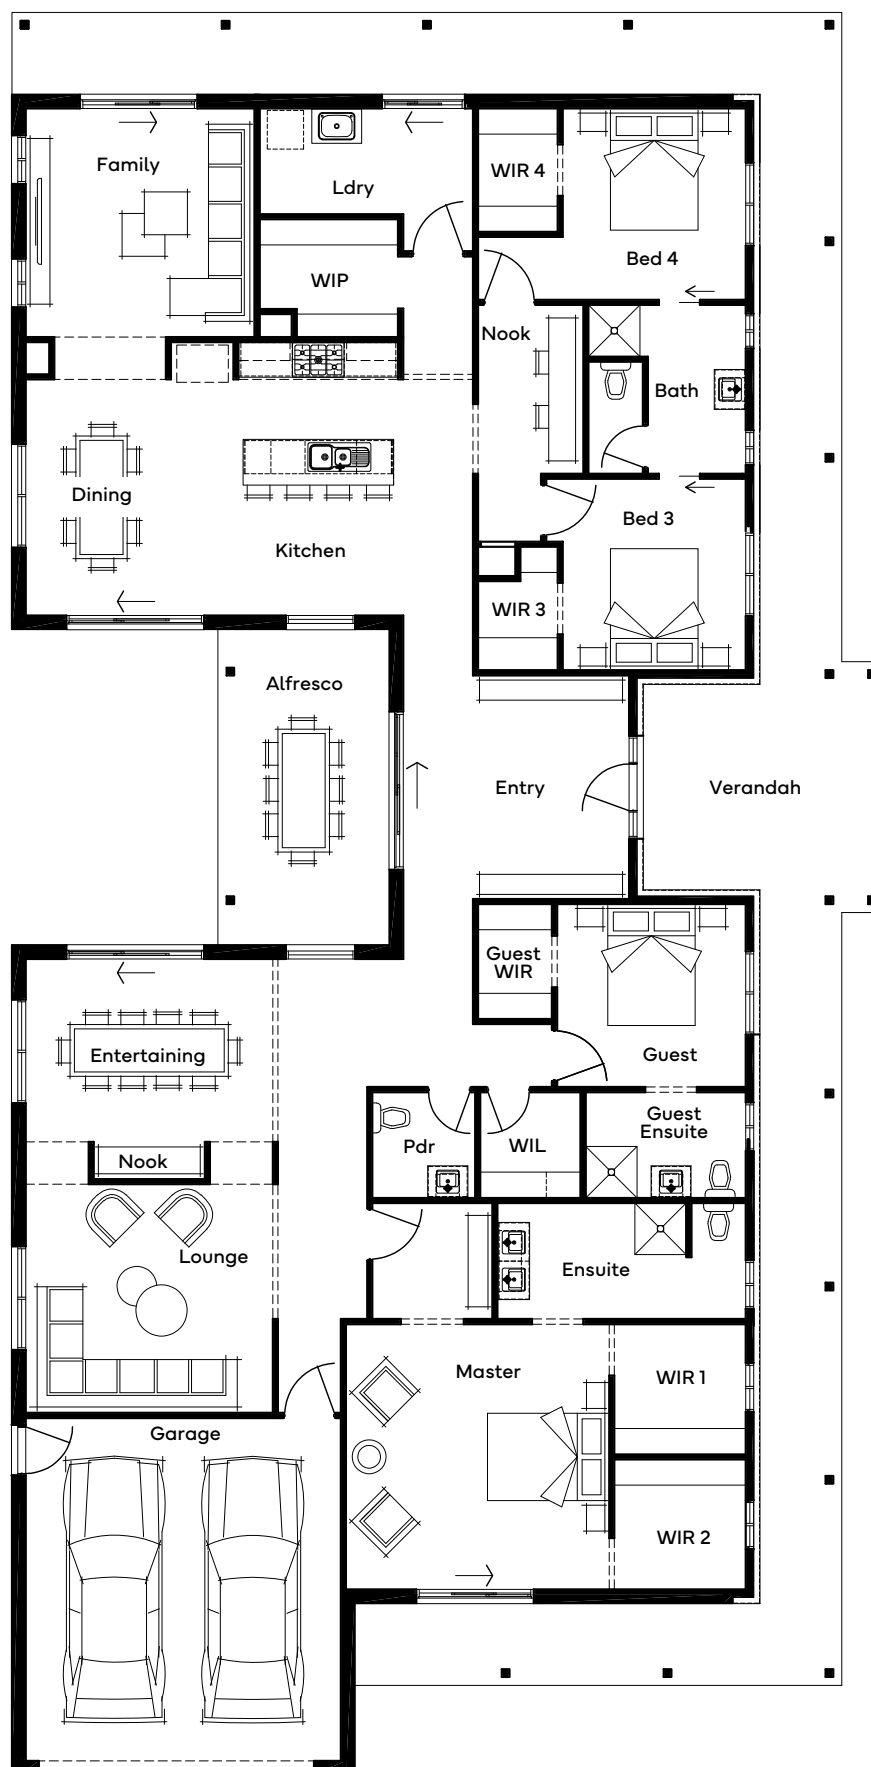 Family
Ldry
WIR 4
Bed 4
WIP
Nook
Bath
Dining
Bed 3
Kitchen
WIR 3
Alfresco
Entry
Verandah
Guest
WIR
Entertaining
Guest
Guest
Ensuite
Pdr
WIL
Nook
Lounge
Ensuite
Master
WIR 1
Garage
WIR 2